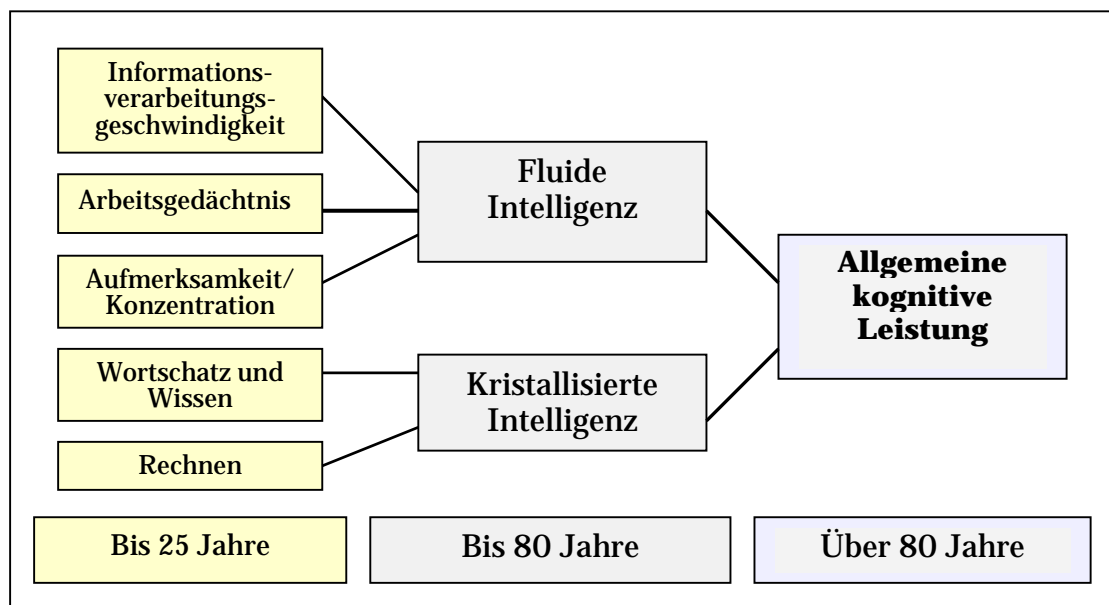 Informations-
verarbeitungs-
geschwindigkeit
Arbeitsgedächtnis
Aufmerksamkeit/
Konzentration
Wortschatz und
Wissen
Rechnen
Fluide
Intelligenz
Kristallisierte
Intelligenz
Allgemeine
kognitive
Leistung
Bis 25 Jahre
Bis 80 Jahre
Über 80 Jahre